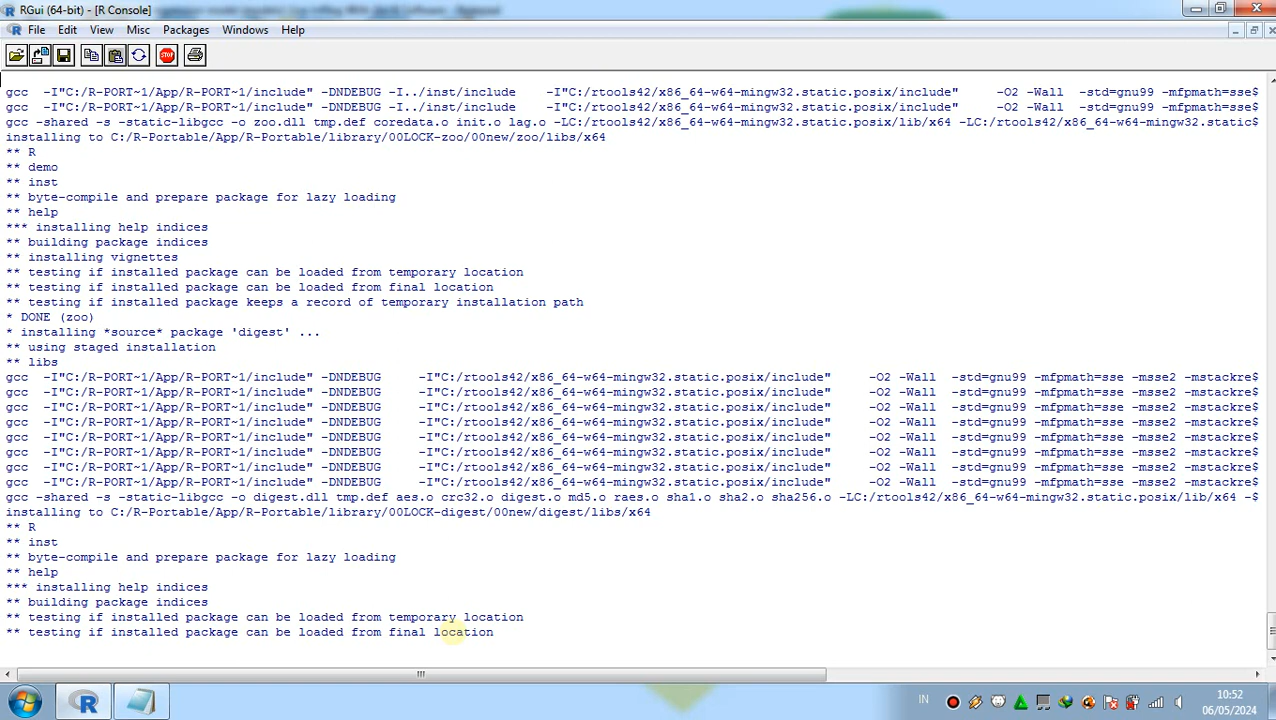 RGui (64-bit) - [R Console]
File Edit View Misc Packages Windows Help
STOP
gcc -I"C:/R-PORT~1/App/R-PORT~1/include" -DNDEBUG -I../inst/include -I"C:/rtools42/x86_64-w64-mingw32.static.posix/include" -O2 -Wall -std=gnu99 -mfpmath=sse$
gcc -I"C:/R-PORT~1/App/R-PORT~1/include" -DNDEBUG -I../inst/include -I"C:/rtools42/x86_64-w64-mingw32.static.posix/include" -O2 -Wall -std=gnu99 -mfpmath=sse$
gcc -shared -s -static-libgcc -o zoo.dll tmp.def coredata.o init.o lag.o -LC:/rtools42/x86_64-w64-mingw32.static.posix/lib/x64 -LC:/rtools42/x86_64-w64-mingw32.static$
installing to C:/R-Portable/App/R-Portable/library/00LOCK-zoo/00new/zoo/libs/x64
** R
** demo
** inst
** byte-compile and prepare package for lazy loading
** help
*** installing help indices
** building package indices
** installing vignettes
** testing if installed package can be loaded from temporary location
** testing if installed package can be loaded from final location
** testing if installed package keeps a record of temporary installation path
* DONE (zoo)
* installing *source* package 'digest' ...
** using staged installation
** libs
gcc -I"C:/R-PORT~1/App/R-PORT~1/include" -DNDEBUG -I"C:/rtools42/x86_64-w64-mingw32.static.posix/include" -O2 -Wall -std=gnu99 -mfpmath=sse -msse2 -mstackre$
gcc -I"C:/R-PORT~1/App/R-PORT~1/include" -DNDEBUG -I"C:/rtools42/x86_64-w64-mingw32.static.posix/include" -O2 -Wall -std=gnu99 -mfpmath=sse -msse2 -mstackre$
gcc -I"C:/R-PORT~1/App/R-PORT~1/include" -DNDEBUG -I"C:/rtools42/x86_64-w64-mingw32.static.posix/include" -O2 -Wall -std=gnu99 -mfpmath=sse -msse2 -mstackre$
gcc -I"C:/R-PORT~1/App/R-PORT~1/include" -DNDEBUG -I"C:/rtools42/x86_64-w64-mingw32.static.posix/include" -O2 -Wall -std=gnu99 -mfpmath=sse -msse2 -mstackre$
gcc -I"C:/R-PORT~1/App/R-PORT~1/include" -DNDEBUG -I"C:/rtools42/x86_64-w64-mingw32.static.posix/include" -O2 -Wall -std=gnu99 -mfpmath=sse -msse2 -mstackre$
gcc -I"C:/R-PORT~1/App/R-PORT~1/include" -DNDEBUG -I"C:/rtools42/x86_64-w64-mingw32.static.posix/include" -O2 -Wall -std=gnu99 -mfpmath=sse -msse2 -mstackre$
gcc -I"C:/R-PORT~1/App/R-PORT~1/include" -DNDEBUG -I"C:/rtools42/x86_64-w64-mingw32.static.posix/include" -O2 -Wall -std=gnu99 -mfpmath=sse -msse2 -mstackre$
gcc -I"C:/R-PORT~1/App/R-PORT~1/include" -DNDEBUG -I"C:/rtools42/x86_64-w64-mingw32.static.posix/include" -O2 -Wall -std=gnu99 -mfpmath=sse -msse2 -mstackre$
gcc -shared -s -static-libgcc -o digest.dll tmp.def aes.o crc32.o digest.o md5.o raes.o sha1.o sha2.o sha256.o -LC:/rtools42/x86_64-w64-mingw32.static.posix/lib/x64 -$
installing to C:/R-Portable/App/R-Portable/library/00LOCK-digest/00new/digest/libs/x64
** R
** inst
** byte-compile and prepare package for lazy loading
** help
*** installing help indices
** building package indices
** testing if installed package can be loaded from temporary location
** testing if installed package can be loaded from final location
IN
10:52
06/05/2024